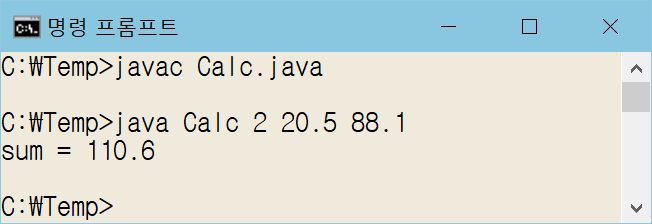 명령 프롬프트
C:₩Temp>javac Calc.java
C:₩Temp>java Calc 2 20.5 88.1
sum = 110.6
C:₩Temp>